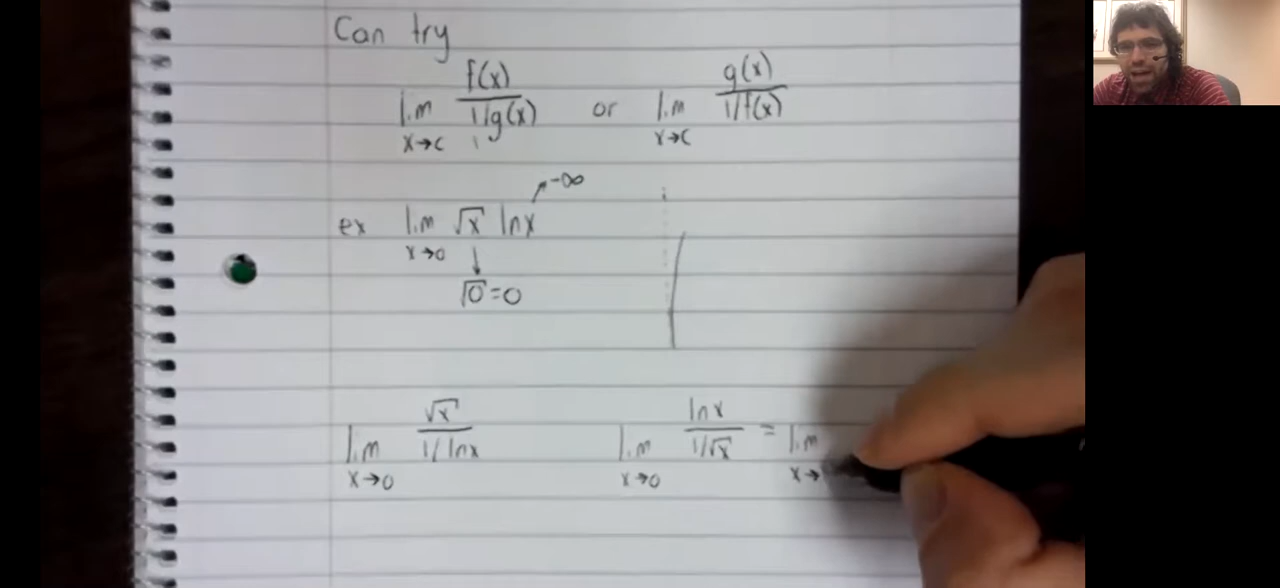 Can try
lim x→c f(x)/1/g(x) or lim x→c g(x)/1/f(x)
ex lim x→0 √x ln x → -∞
↓
√0 = 0
lim x→0 √x/1/ln x
lim x→0 ln x/1/√x = lim x→